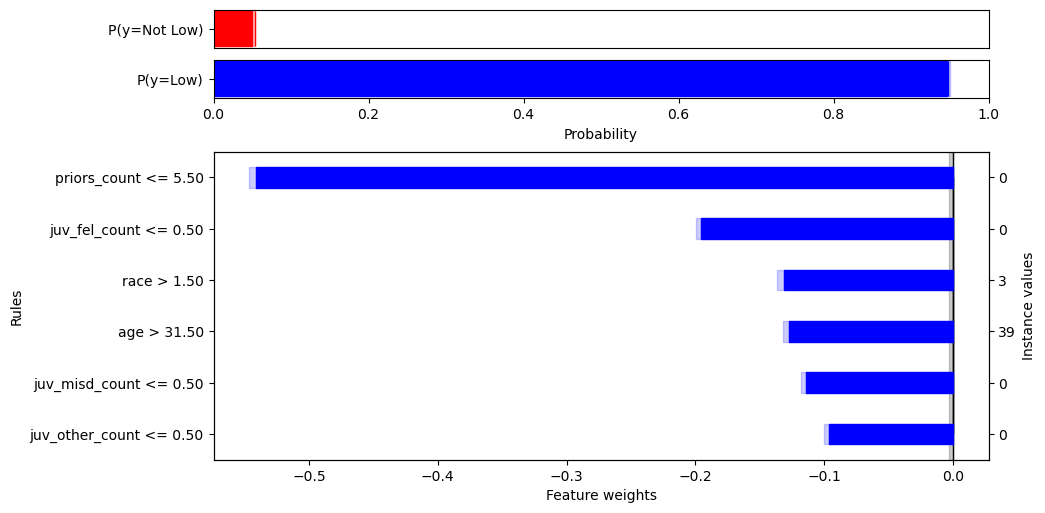 P(y=Not Low)
P(y=Low)
0.0 0.2 0.4 0.6 0.8 1.0
Probability
priors_count <= 5.50 0
juv_fel_count <= 0.50 0
race > 1.50 3
age > 31.50 39
juv_misd_count <= 0.50 0
juv_other_count <= 0.50 0
Rules
Instance values
−0.5 −0.4 −0.3 −0.2 −0.1 0.0
Feature weights